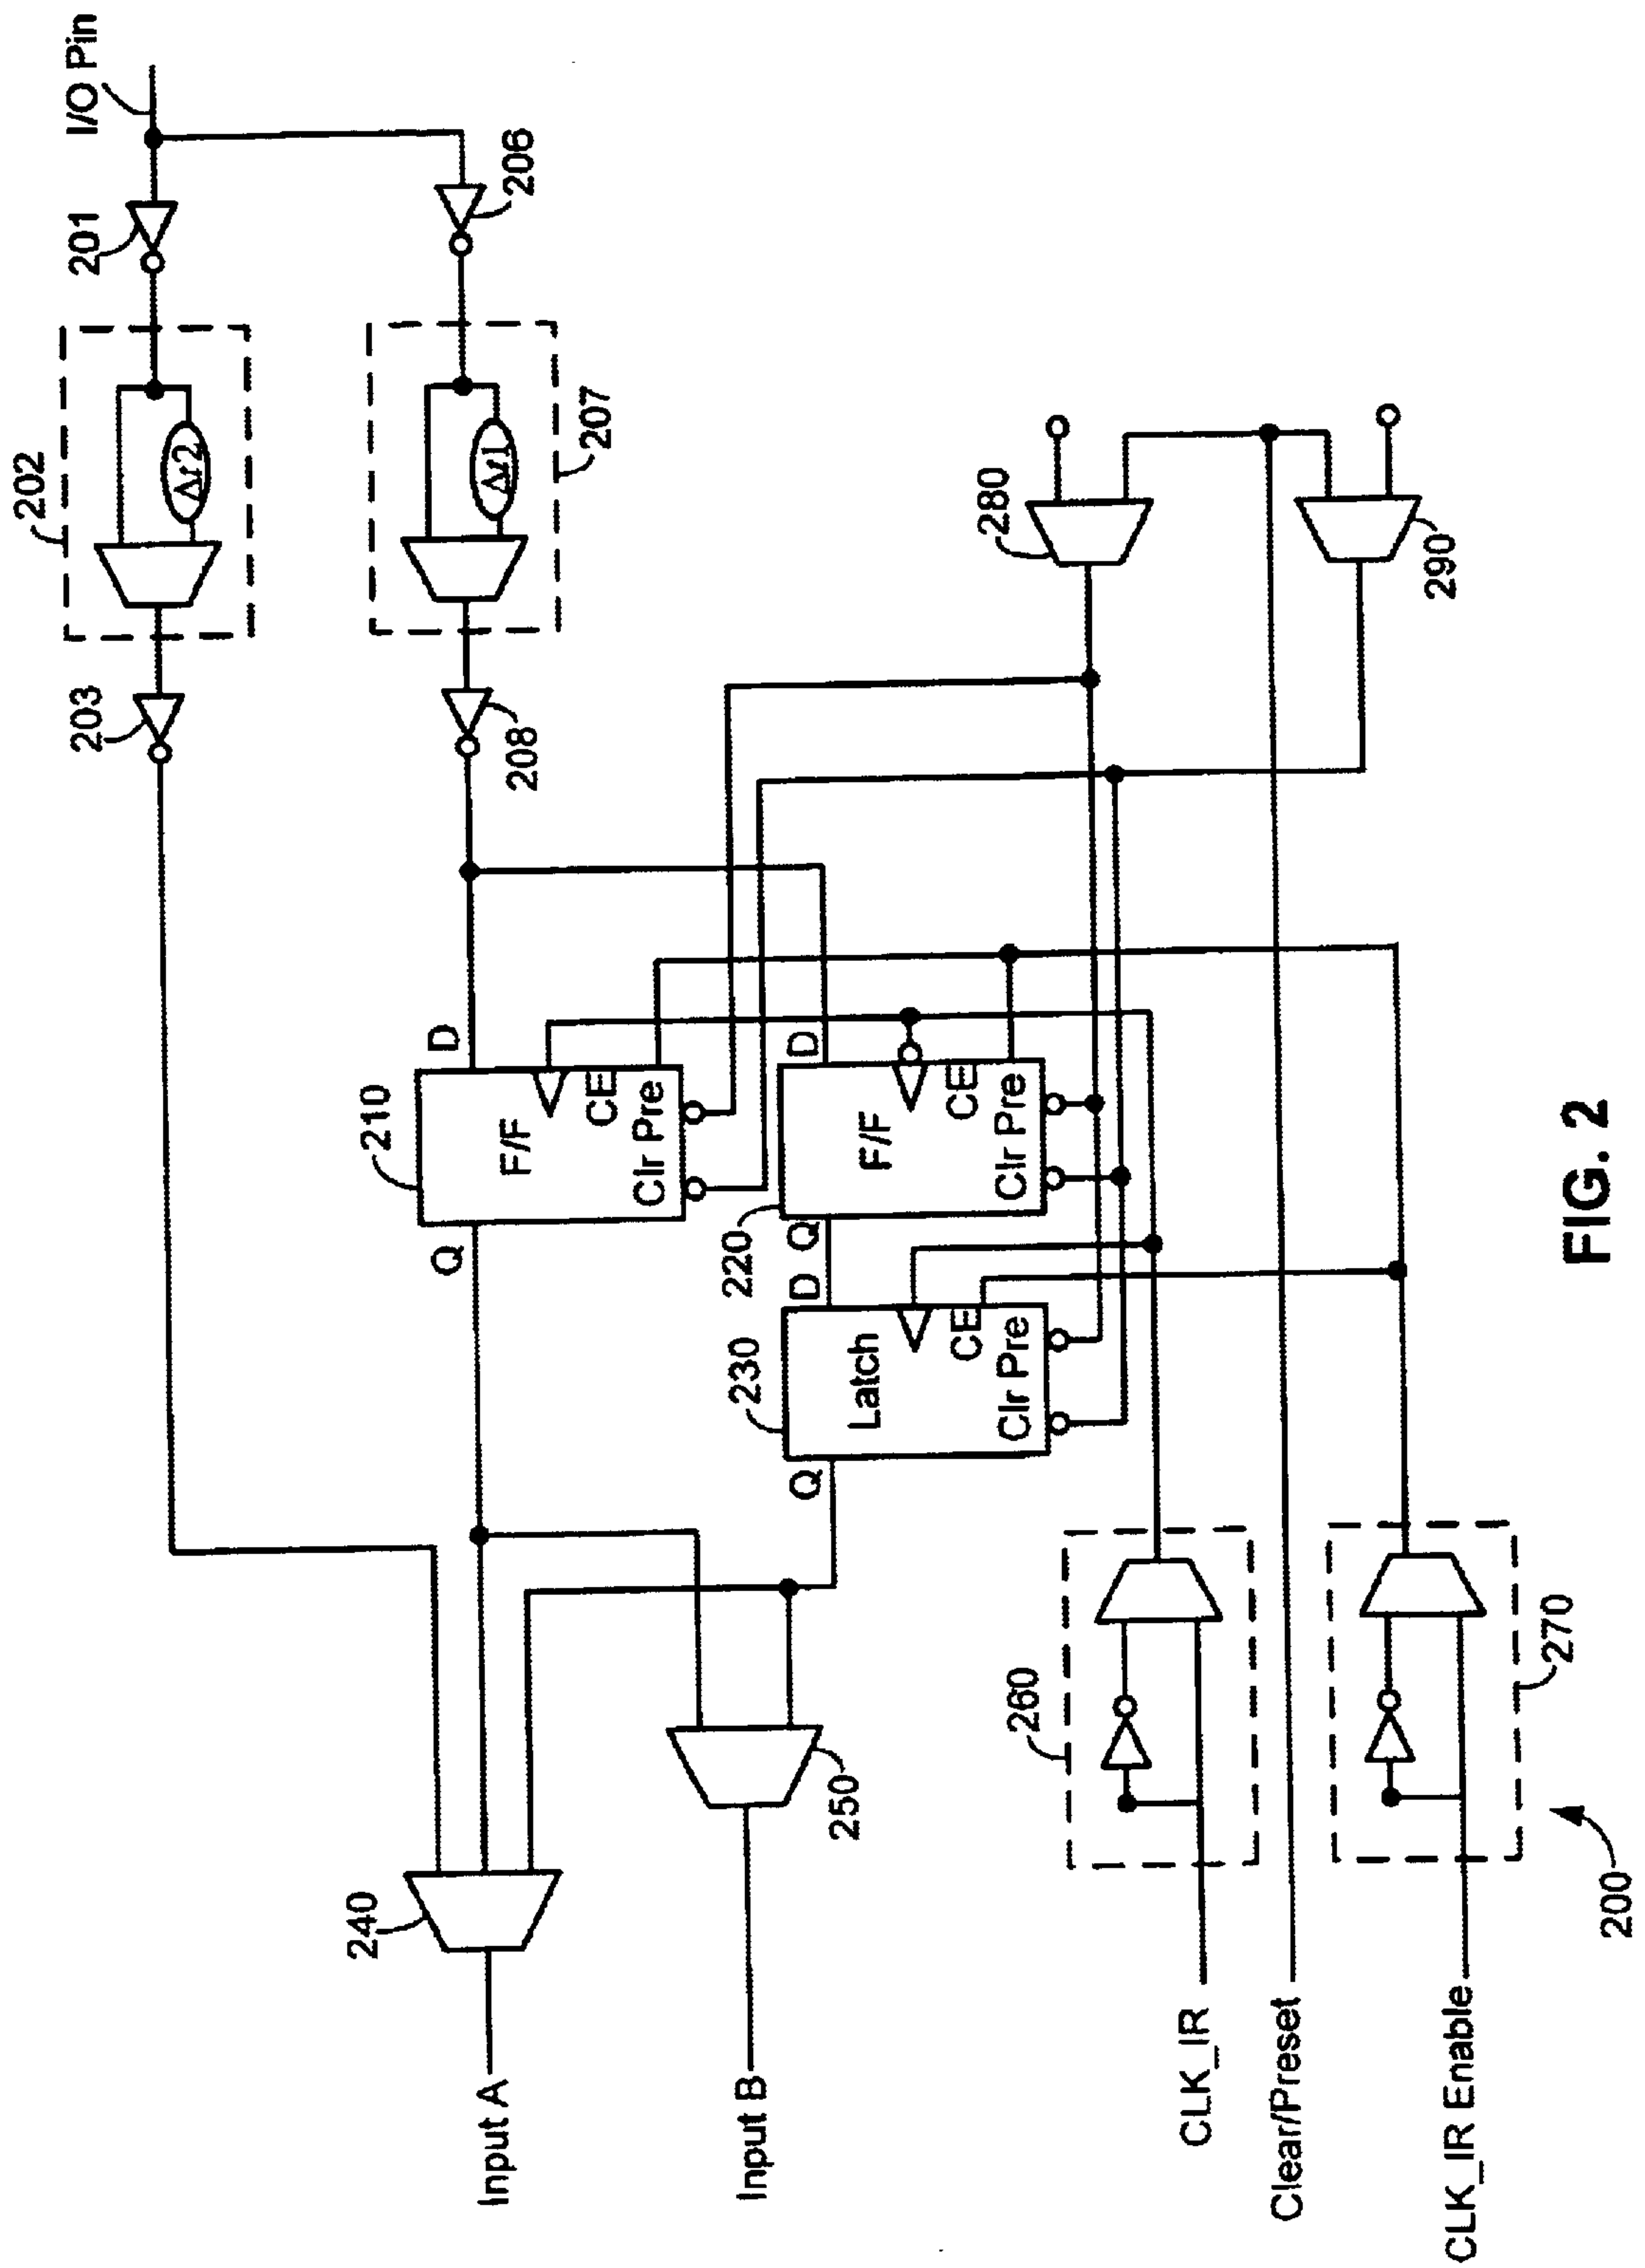 I/O Pin
201
206
202
Δt2
207
Δt1
203
208
280
290
210
D
F/F
CE
Clr Pre
Q
220
D
F/F
CE
Clr Pre
Q
230
D
Latch
CE
Clr Pre
Q
240
250
260
270
Input A
Input B
CLK_IR
Clear/Preset
CLK_IR Enable
200
FIG. 2